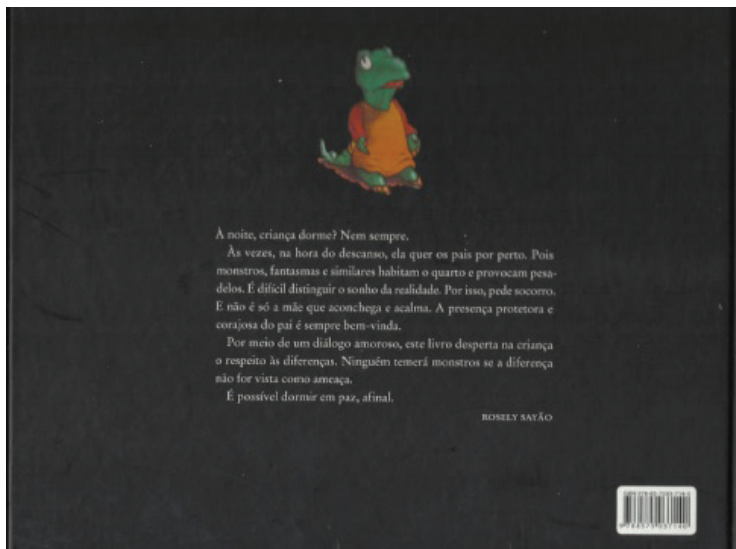 À noite, criança dorme? Nem sempre.
Às vezes, na hora do descanso, ela quer os pais por perto. Pois
monstros, fantasmas e similares habitam o quarto e provocam pesa-
delos. É difícil distinguir o sonho da realidade. Por isso, pede socorro.
E não é só a mãe que aconchega e acalma. A presença protetora e
corajosa do pai é sempre bem-vinda.
Por meio de um diálogo amoroso, este livro desperta na criança
o respeito às diferenças. Ninguém temerá monstros se a diferença
não for vista como ameaça.
É possível dormir em paz, afinal.
ROSELY SAYÃO